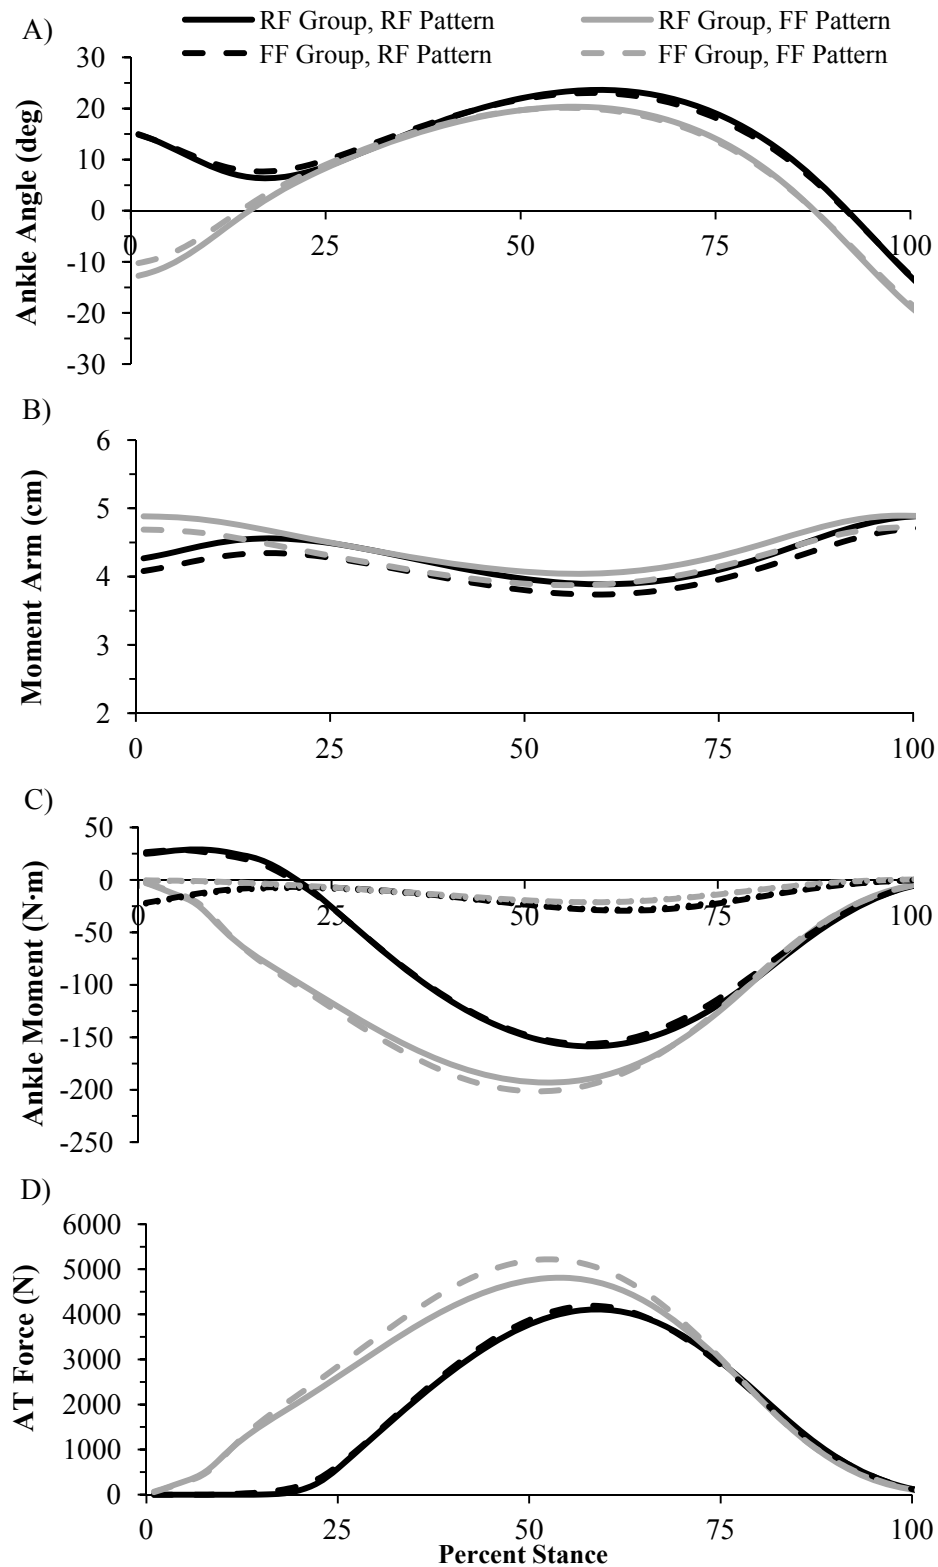 A)
RF Group, RF Pattern
RF Group, FF Pattern
FF Group, RF Pattern
FF Group, FF Pattern
Ankle Angle (deg)
30
20
10
0
-10
-20
-30
0 25 50 75 100
B)
Moment Arm (cm)
6
5
4
3
2
0 25 50 75 100
C)
Ankle Moment (N·m)
50
0
-50
-100
-150
-200
-250
0 25 50 75 100
D)
AT Force (N)
6000
5000
4000
3000
2000
1000
0
0 25 50 75 100
Percent Stance